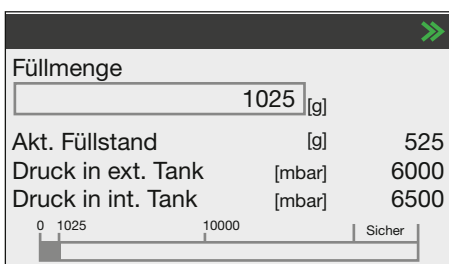 Füllmenge
1025 [g]
Akt. Füllstand [g] 525
Druck in ext. Tank [mbar] 6000
Druck in int. Tank [mbar] 6500
0 1025 10000 Sicher